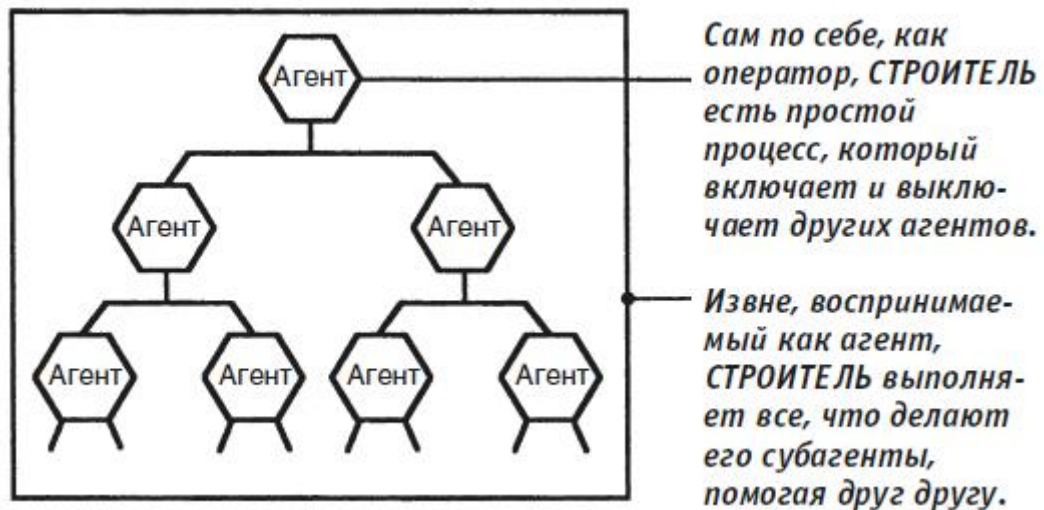 Агент
Сам по себе, как
оператор, СТРОИТЕЛЬ
есть простой
процесс, который
включает и выклю-
чает других агентов.
Агент
Агент
Извне, воспринимае-
мый как агент,
СТРОИТЕЛЬ выполня-
ет все, что делают
его субагенты,
помогая друг другу.
Агент
Агент
Агент
Агент